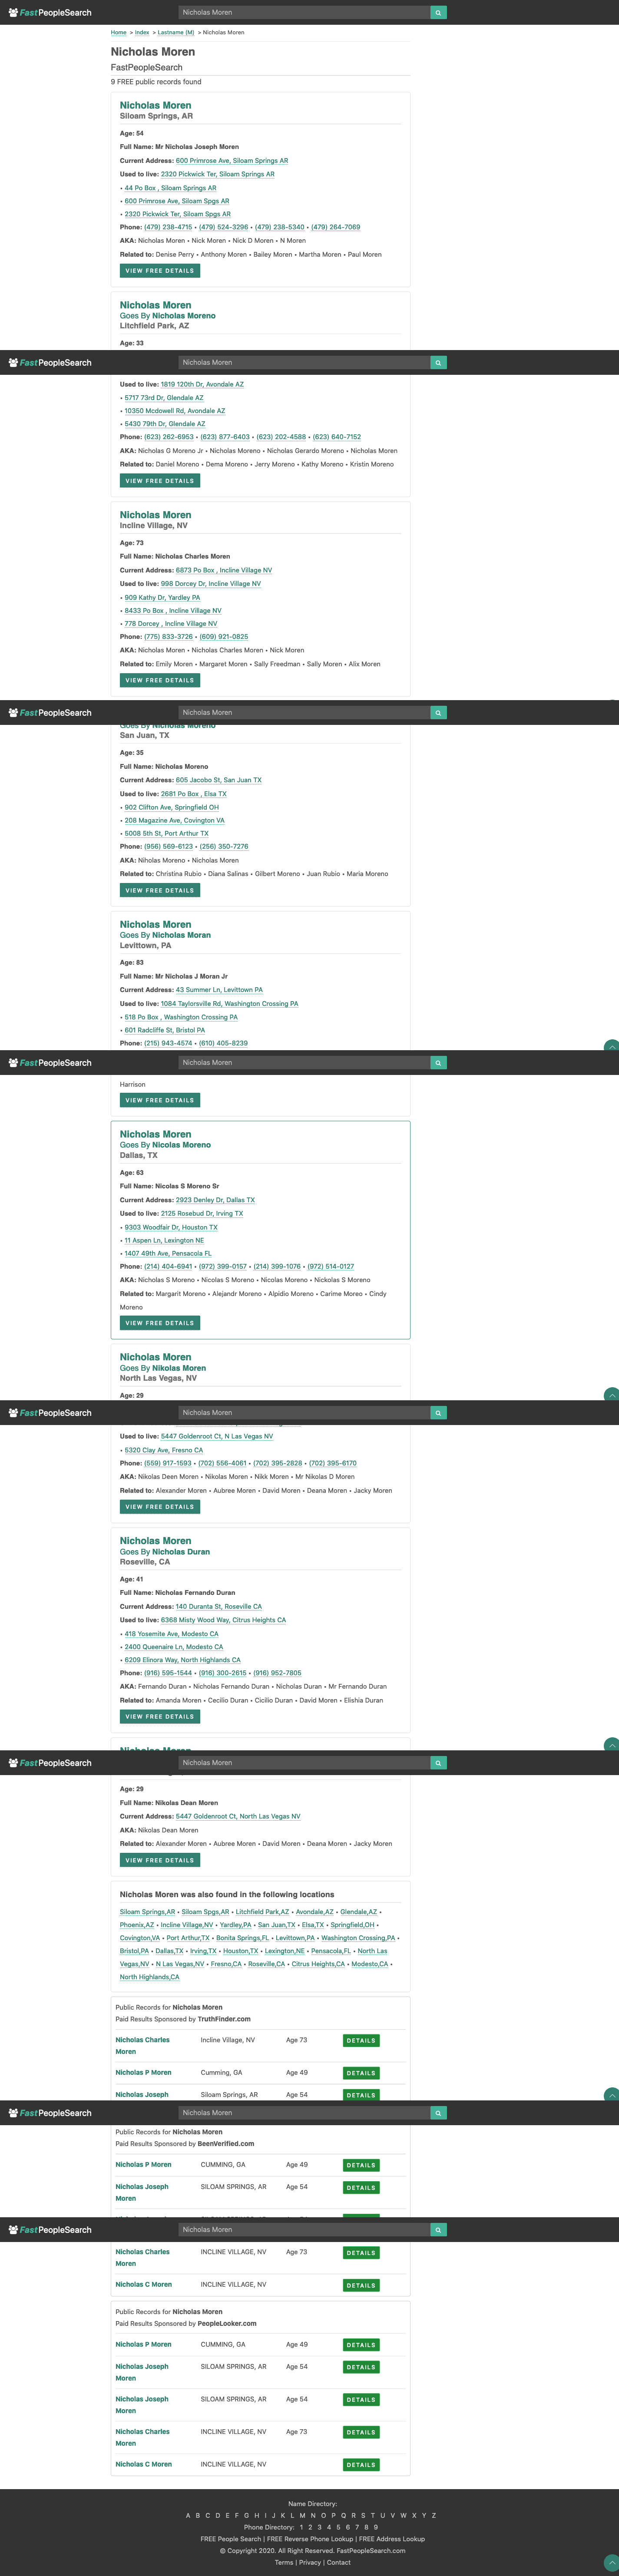 FastPeopleSearch
Nicholas Moren
Home > Index > Lastname (M) > Nicholas Moren
Nicholas Moren
FastPeopleSearch
9 FREE public records found
Nicholas Moren
Siloam Springs, AR
Age: 54
Full Name: Mr Nicholas Joseph Moren
Current Address: 600 Primrose Ave, Siloam Springs AR
Used to live: 2320 Pickwick Ter, Siloam Springs AR
• 44 Po Box , Siloam Springs AR
• 600 Primrose Ave, Siloam Spgs AR
• 2320 Pickwick Ter, Siloam Spgs AR
Phone: (479) 238-4715 • (479) 524-3296 • (479) 238-5340 • (479) 264-7069
AKA: Nicholas Moren • Nick Moren • Nick D Moren • N Moren
Related to: Denise Perry • Anthony Moren • Bailey Moren • Martha Moren • Paul Moren
VIEW FREE DETAILS
Nicholas Moren
Goes By Nicholas Moreno
Litchfield Park, AZ
Age: 33
FastPeopleSearch
Nicholas Moren
Used to live: 1819 120th Dr, Avondale AZ
• 5717 73rd Dr, Glendale AZ
• 10350 Mcdowell Rd, Avondale AZ
• 5430 79th Dr, Glendale AZ
Phone: (623) 262-6953 • (623) 877-6403 • (602) 202-4588 • (623) 640-7152
AKA: Nicholas G Moreno Jr • Nicholas Moreno • Nicholas Gerardo Moreno • Nicholas Moren
Related to: Daniel Moreno • Dema Moreno • Jerry Moreno • Kathy Moreno • Kristin Moreno
VIEW FREE DETAILS
Nicholas Moren
Incline Village, NV
Age: 73
Full Name: Nicholas Charles Moren
Current Address: 6873 Po Box , Incline Village NV
Used to live: 998 Dorcey Dr, Incline Village NV
• 909 Kathy Dr, Yardley PA
• 8433 Po Box , Incline Village NV
• 778 Dorcey , Incline Village NV
Phone: (775) 833-3726 • (609) 921-0825
AKA: Nicholas Moren • Nicholas Charles Moren • Nick Moren
Related to: Emily Moren • Margaret Moren • Sally Freedman • Sally Moren • Alix Moren
VIEW FREE DETAILS
FastPeopleSearch
Nicholas Moren
Goes By Nicholas Moreno
San Juan, TX
Age: 35
Full Name: Nicholas Moreno
Current Address: 605 Jacobo St, San Juan TX
Used to live: 2681 Po Box , Elsa TX
• 902 Clifton Ave, Springfield OH
• 208 Magazine Ave, Covington VA
• 5008 5th St, Port Arthur TX
Phone: (956) 569-6123 • (256) 350-7276
AKA: Niholas Moreno • Nicholas Moren
Related to: Christina Rubio • Diana Salinas • Gilbert Moreno • Juan Rubio • Maria Moreno
VIEW FREE DETAILS
Nicholas Moren
Goes By Nicholas Moran
Levittown, PA
Age: 83
Full Name: Mr Nicholas J Moran Jr
Current Address: 43 Summer Ln, Levittown PA
Used to live: 1084 Taylorsville Rd, Washington Crossing PA
• 518 Po Box , Washington Crossing PA
• 601 Radcliffe St, Bristol PA
Phone: (215) 943-4574 • (610) 405-8239
FastPeopleSearch
Nicholas Moren
Harrison
VIEW FREE DETAILS
Nicholas Moren
Goes By Nicolas Moreno
Dallas, TX
Age: 63
Full Name: Nicolas S Moreno Sr
Current Address: 2923 Denley Dr, Dallas TX
Used to live: 2125 Rosebud Dr, Irving TX
• 9303 Woodfair Dr, Houston TX
• 11 Aspen Ln, Lexington NE
• 1407 49th Ave, Pensacola FL
Phone: (214) 404-6941 • (972) 399-0157 • (214) 399-1076 • (972) 514-0127
AKA: Nicholas S Moreno • Nicolas S Moreno • Nicolas Moreno • Nickolas S Moreno
Related to: Margarit Moreno • Alejandr Moreno • Alpidio Moreno • Carime Moreo • Cindy
Moreno
VIEW FREE DETAILS
Nicholas Moren
Goes By Nikolas Moren
North Las Vegas, NV
Age: 29
FastPeopleSearch
Nicholas Moren
Used to live: 5447 Goldenroot Ct, N Las Vegas NV
• 5320 Clay Ave, Fresno CA
Phone: (559) 917-1593 • (702) 556-4061 • (702) 395-2828 • (702) 395-6170
AKA: Nikolas Deen Moren • Nikolas Moren • Nikk Moren • Mr Nikolas D Moren
Related to: Alexander Moren • Aubree Moren • David Moren • Deana Moren • Jacky Moren
VIEW FREE DETAILS
Nicholas Moren
Goes By Nicholas Duran
Roseville, CA
Age: 41
Full Name: Nicholas Fernando Duran
Current Address: 140 Duranta St, Roseville CA
Used to live: 6368 Misty Wood Way, Citrus Heights CA
• 418 Yosemite Ave, Modesto CA
• 2400 Queenaire Ln, Modesto CA
• 6209 Elinora Way, North Highlands CA
Phone: (916) 595-1544 • (916) 300-2615 • (916) 952-7805
AKA: Fernando Duran • Nicholas Fernando Duran • Nicholas Duran • Mr Fernando Duran
Related to: Amanda Moren • Cecilio Duran • Cicilio Duran • David Moren • Elishia Duran
VIEW FREE DETAILS
Nicholas Moren
FastPeopleSearch
Nicholas Moren
Age: 29
Full Name: Nikolas Dean Moren
Current Address: 5447 Goldenroot Ct, North Las Vegas NV
AKA: Nikolas Dean Moren
Related to: Alexander Moren • Aubree Moren • David Moren • Deana Moren • Jacky Moren
VIEW FREE DETAILS
Nicholas Moren was also found in the following locations
Siloam Springs,AR • Siloam Spgs,AR • Litchfield Park,AZ • Avondale,AZ • Glendale,AZ •
Phoenix,AZ • Incline Village,NV • Yardley,PA • San Juan,TX • Elsa,TX • Springfield,OH •
Covington,VA • Port Arthur,TX • Bonita Springs,FL • Levittown,PA • Washington Crossing,PA •
Bristol,PA • Dallas,TX • Irving,TX • Houston,TX • Lexington,NE • Pensacola,FL • North Las
Vegas,NV • N Las Vegas,NV • Fresno,CA • Roseville,CA • Citrus Heights,CA • Modesto,CA •
North Highlands,CA
Public Records for Nicholas Moren
Paid Results Sponsored by TruthFinder.com
Nicholas Charles Moren Incline Village, NV Age 73 DETAILS
Nicholas P Moren Cumming, GA Age 49 DETAILS
Nicholas Joseph Siloam Springs, AR Age 54 DETAILS
FastPeopleSearch
Nicholas Moren
Public Records for Nicholas Moren
Paid Results Sponsored by BeenVerified.com
Nicholas P Moren CUMMING, GA Age 49 DETAILS
Nicholas Joseph Moren SILOAM SPRINGS, AR Age 54 DETAILS
FastPeopleSearch
Nicholas Moren
Nicholas Charles Moren INCLINE VILLAGE, NV Age 73 DETAILS
Nicholas C Moren INCLINE VILLAGE, NV DETAILS
Public Records for Nicholas Moren
Paid Results Sponsored by PeopleLooker.com
Nicholas P Moren CUMMING, GA Age 49 DETAILS
Nicholas Joseph Moren SILOAM SPRINGS, AR Age 54 DETAILS
Nicholas Joseph Moren SILOAM SPRINGS, AR Age 54 DETAILS
Nicholas Charles Moren INCLINE VILLAGE, NV Age 73 DETAILS
Nicholas C Moren INCLINE VILLAGE, NV DETAILS
Name Directory:
A B C D E F G H I J K L M N O P Q R S T U V W X Y Z
Phone Directory: 1 2 3 4 5 6 7 8 9
FREE People Search | FREE Reverse Phone Lookup | FREE Address Lookup
© Copyright 2020. All Right Reserved. FastPeopleSearch.com
Terms | Privacy | Contact